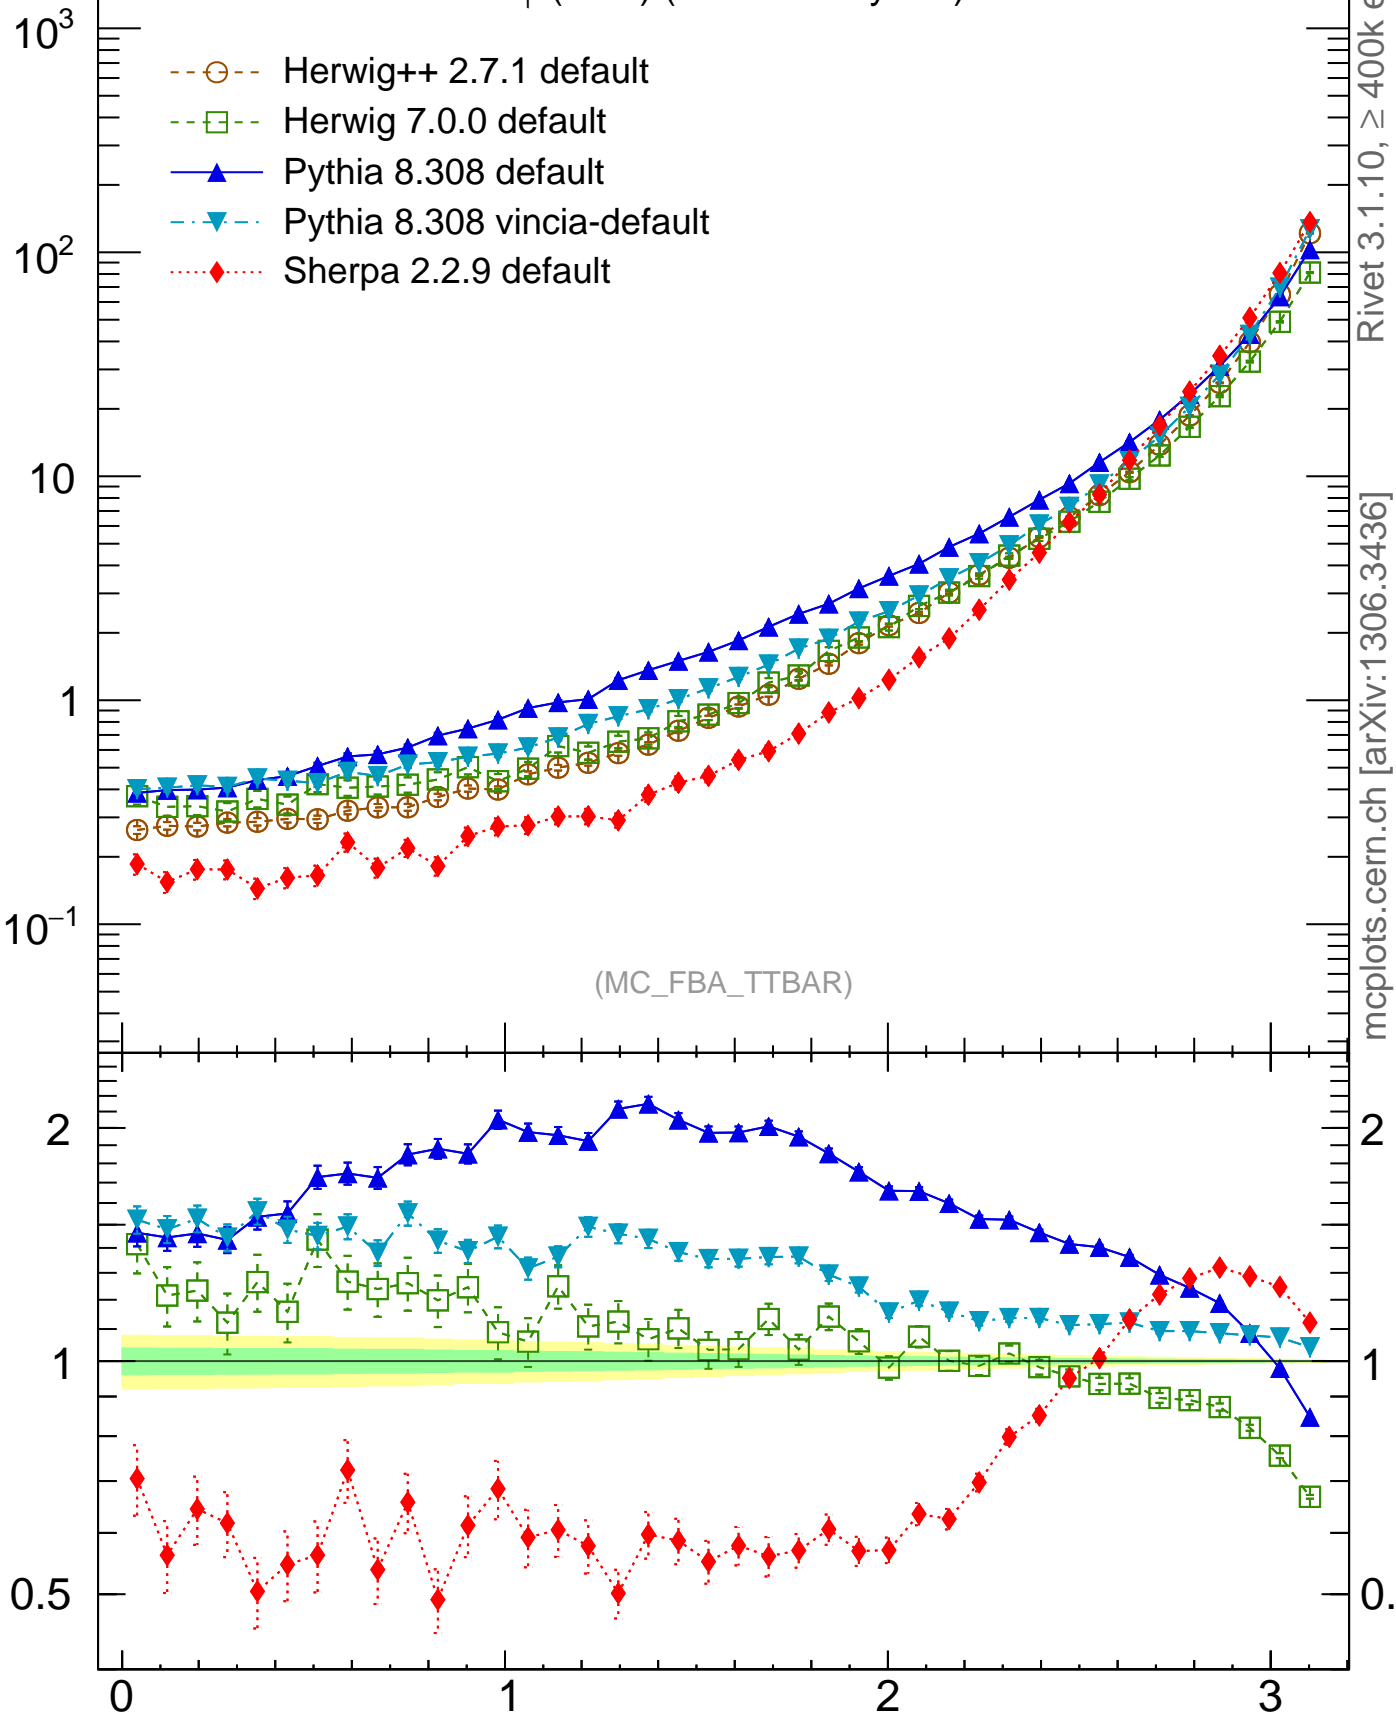 10³
Herwig++ 2.7.1 default
Herwig 7.0.0 default
Pythia 8.308 default
Pythia 8.308 vincia-default
Sherpa 2.2.9 default
10²
10
1
10⁻¹
(MC_FBA_TTBAR)
Rivet 3.1.10, ≥ 400k e
mcplots.cern.ch [arXiv:1306.3436]
2
1
0.5
2
1
0.
0
1
2
3